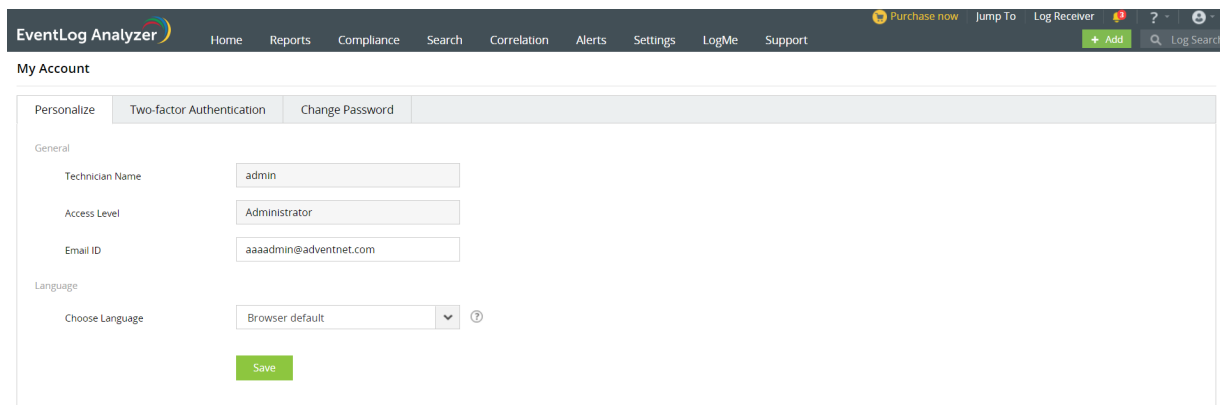 Purchase now Jump To Log Receiver 3 ?
EventLog Analyzer Home Reports Compliance Search Correlation Alerts Settings LogMe Support + Add Log Search
My Account
Personalize Two-factor Authentication Change Password
General
Technician Name admin
Access Level Administrator
Email ID aaaadmin@adventnet.com
Language
Choose Language Browser default ?
Save